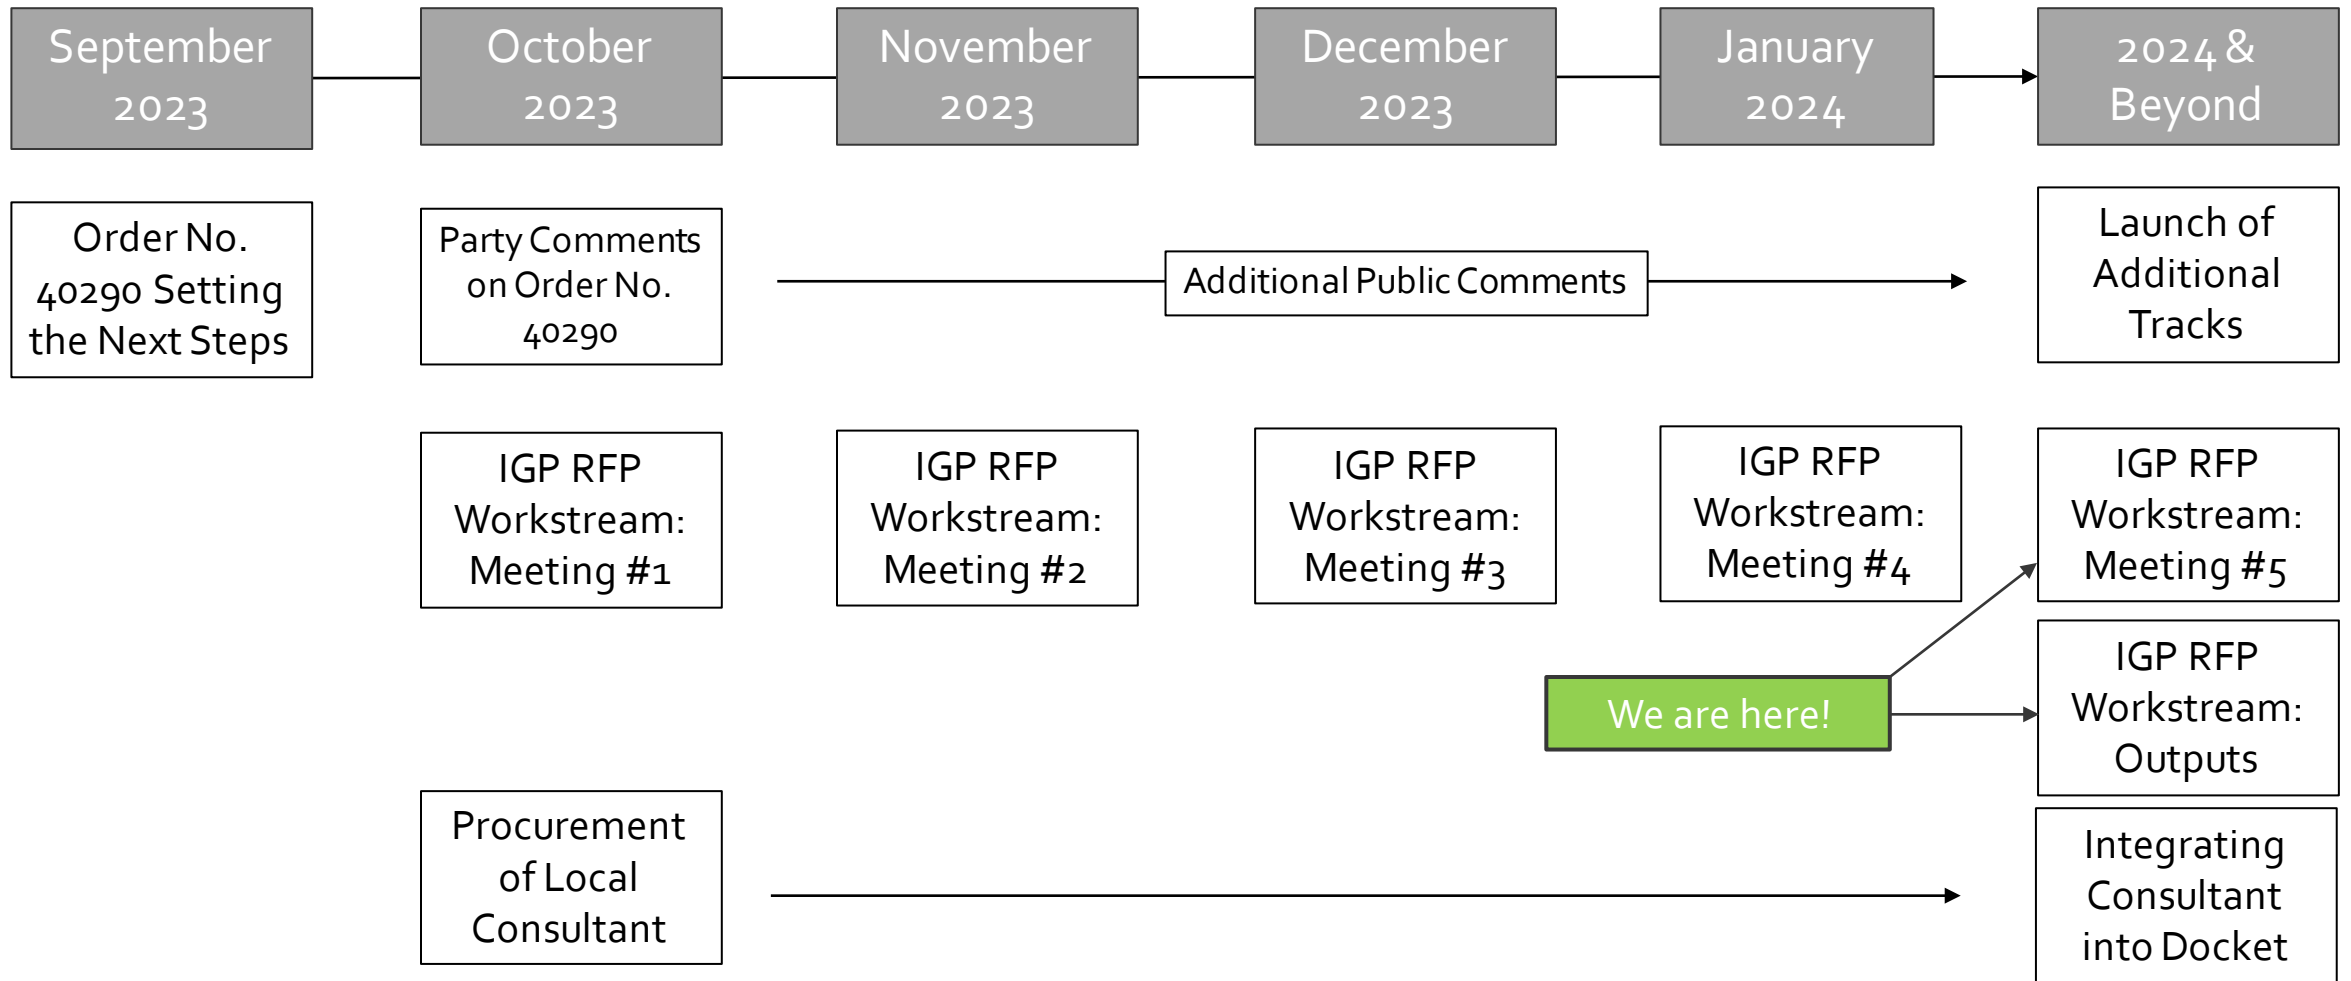 September
2023
October
2023
November
2023
December
2023
January
2024
2024 &
Beyond
Order No.
40290 Setting
the Next Steps
Party Comments
on Order No.
40290
Additional Public Comments
Launch of
Additional
Tracks
IGP RFP
Workstream:
Meeting #1
IGP RFP
Workstream:
Meeting #2
IGP RFP
Workstream:
Meeting #3
IGP RFP
Workstream:
Meeting #4
IGP RFP
Workstream:
Meeting #5
We are here!
IGP RFP
Workstream:
Outputs
Procurement
of Local
Consultant
Integrating
Consultant
into Docket